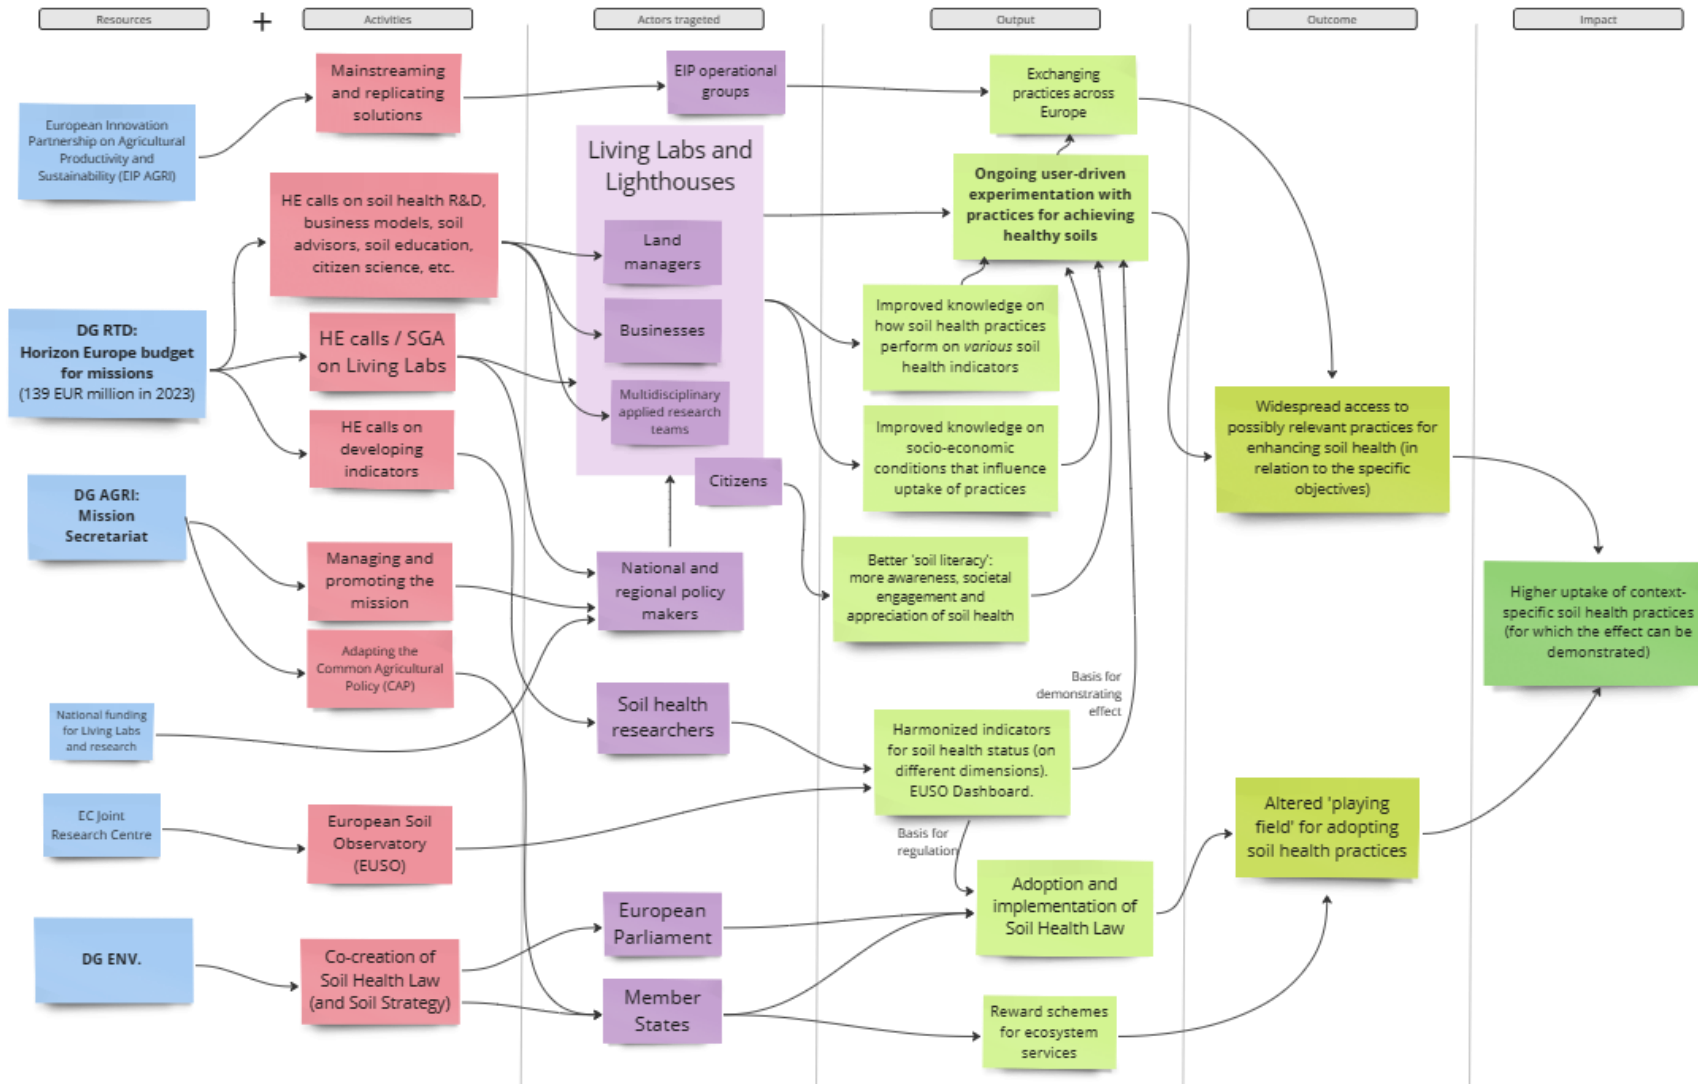 Resources
+
Activities
Actors trageted
Output
Outcome
Impact
European Innovation
Partnership on Agricultural
Productivity and
Sustainability (EIP AGRI)
DG RTD:
Horizon Europe budget
for missions
(139 EUR million in 2023)
DG AGRI:
Mission
Secretariat
National funding
for Living Labs
and research
EC Joint
Research Centre
DG ENV.
Mainstreaming
and replicating
solutions
HE calls on soil health R&D,
business models, soil
advisors, soil education,
citizen science, etc.
HE calls / SGA
on Living Labs
HE calls on
developing
indicators
Managing and
promoting the
mission
Adapting the
Common Agricultural
Policy (CAP)
European Soil
Observatory
(EUSO)
Co-creation of
Soil Health Law
(and Soil Strategy)
EIP operational
groups
Living Labs and
Lighthouses
Land
managers
Businesses
Multidisciplinary
applied research
teams
Citizens
National and
regional policy
makers
Soil health
researchers
European
Parliament
Member
States
Exchanging
practices across
Europe
Ongoing user-driven
experimentation with
practices for achieving
healthy soils
Improved knowledge on
how soil health practices
perform on various soil
health indicators
Improved knowledge on
socio-economic
conditions that influence
uptake of practices
Better 'soil literacy':
more awareness, societal
engagement and
appreciation of soil health
Basis for
demonstrating
effect
Harmonized indicators
for soil health status (on
different dimensions).
EUSO Dashboard.
Basis for
regulation
Adoption and
implementation of
Soil Health Law
Reward schemes
for ecosystem
services
Widespread access to
possibly relevant practices for
enhancing soil health (in
relation to the specific
objectives)
Altered 'playing
field' for adopting
soil health practices
Higher uptake of context-
specific soil health practices
(for which the effect can be
demonstrated)